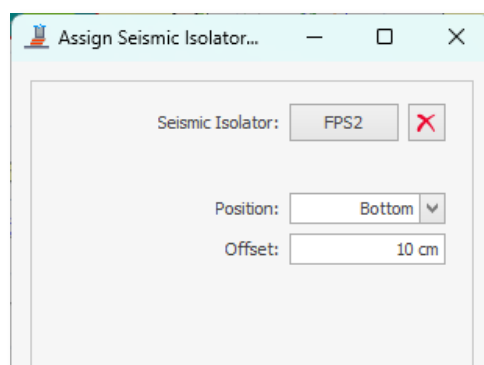 Assign Seismic Isolator...
Seismic Isolator: FPS2
Position: Bottom
Offset: 10 cm